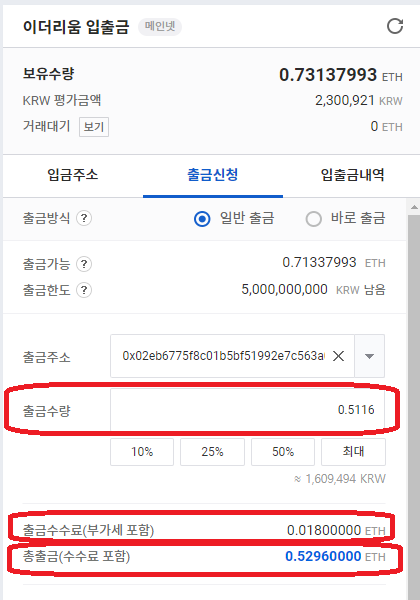 이더리움 입출금 메인넷
보유수량 0.73137993 ETH
KRW 평가금액 2,300,921 KRW
거래대기 보기 0 ETH
입금주소 출금신청 입출금내역
출금방식 ? 일반 출금 바로 출금
출금가능 ? 0.71337993 ETH
출금한도 ? 5,000,000,000 KRW 남음
출금주소 0x02eb6775f8c01b5bf51992e7c563a
출금수량 0.5116
10% 25% 50% 최대
≈ 1,609,494 KRW
출금수수료(부가세 포함) 0.01800000 ETH
총출금(수수료 포함) 0.52960000 ETH